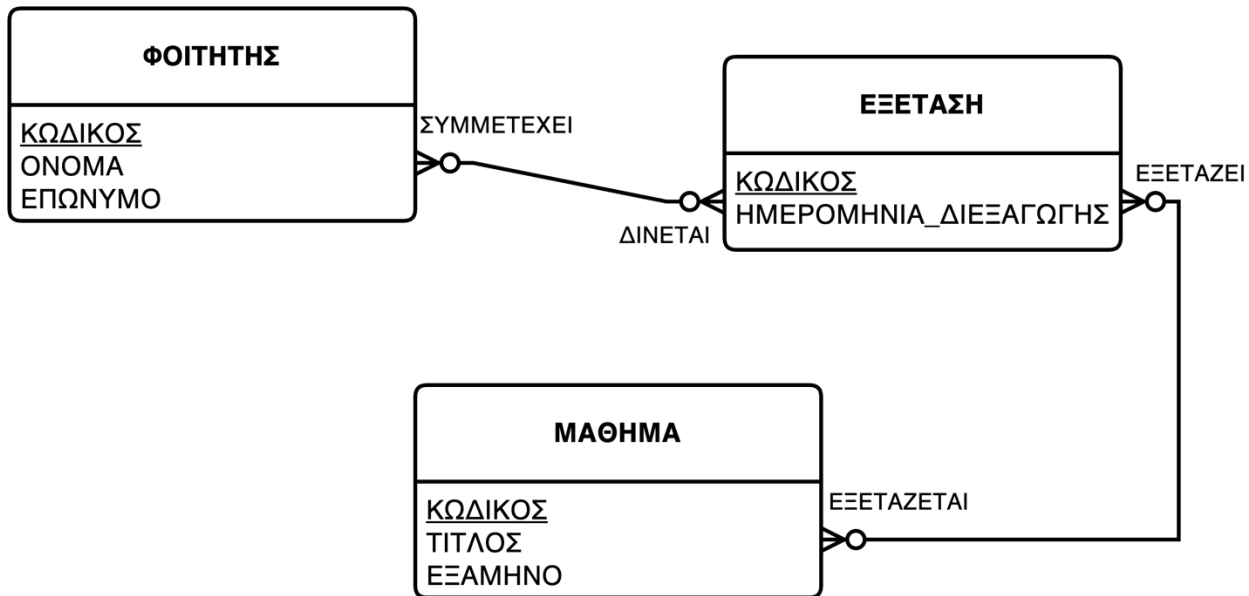 ΦΟΙΤΗΤΗΣ
ΚΩΔΙΚΟΣ
ΟΝΟΜΑ
ΕΠΩΝΥΜΟ
ΣΥΜΜΕΤΕΧΕΙ
ΔΙΝΕΤΑΙ
ΕΞΕΤΑΣΗ
ΚΩΔΙΚΟΣ
ΗΜΕΡΟΜΗΝΙΑ_ΔΙΕΞΑΓΩΓΗΣ
ΕΞΕΤΑΖΕΙ
ΜΑΘΗΜΑ
ΚΩΔΙΚΟΣ
ΤΙΤΛΟΣ
ΕΞΑΜΗΝΟ
ΕΞΕΤΑΖΕΤΑΙ